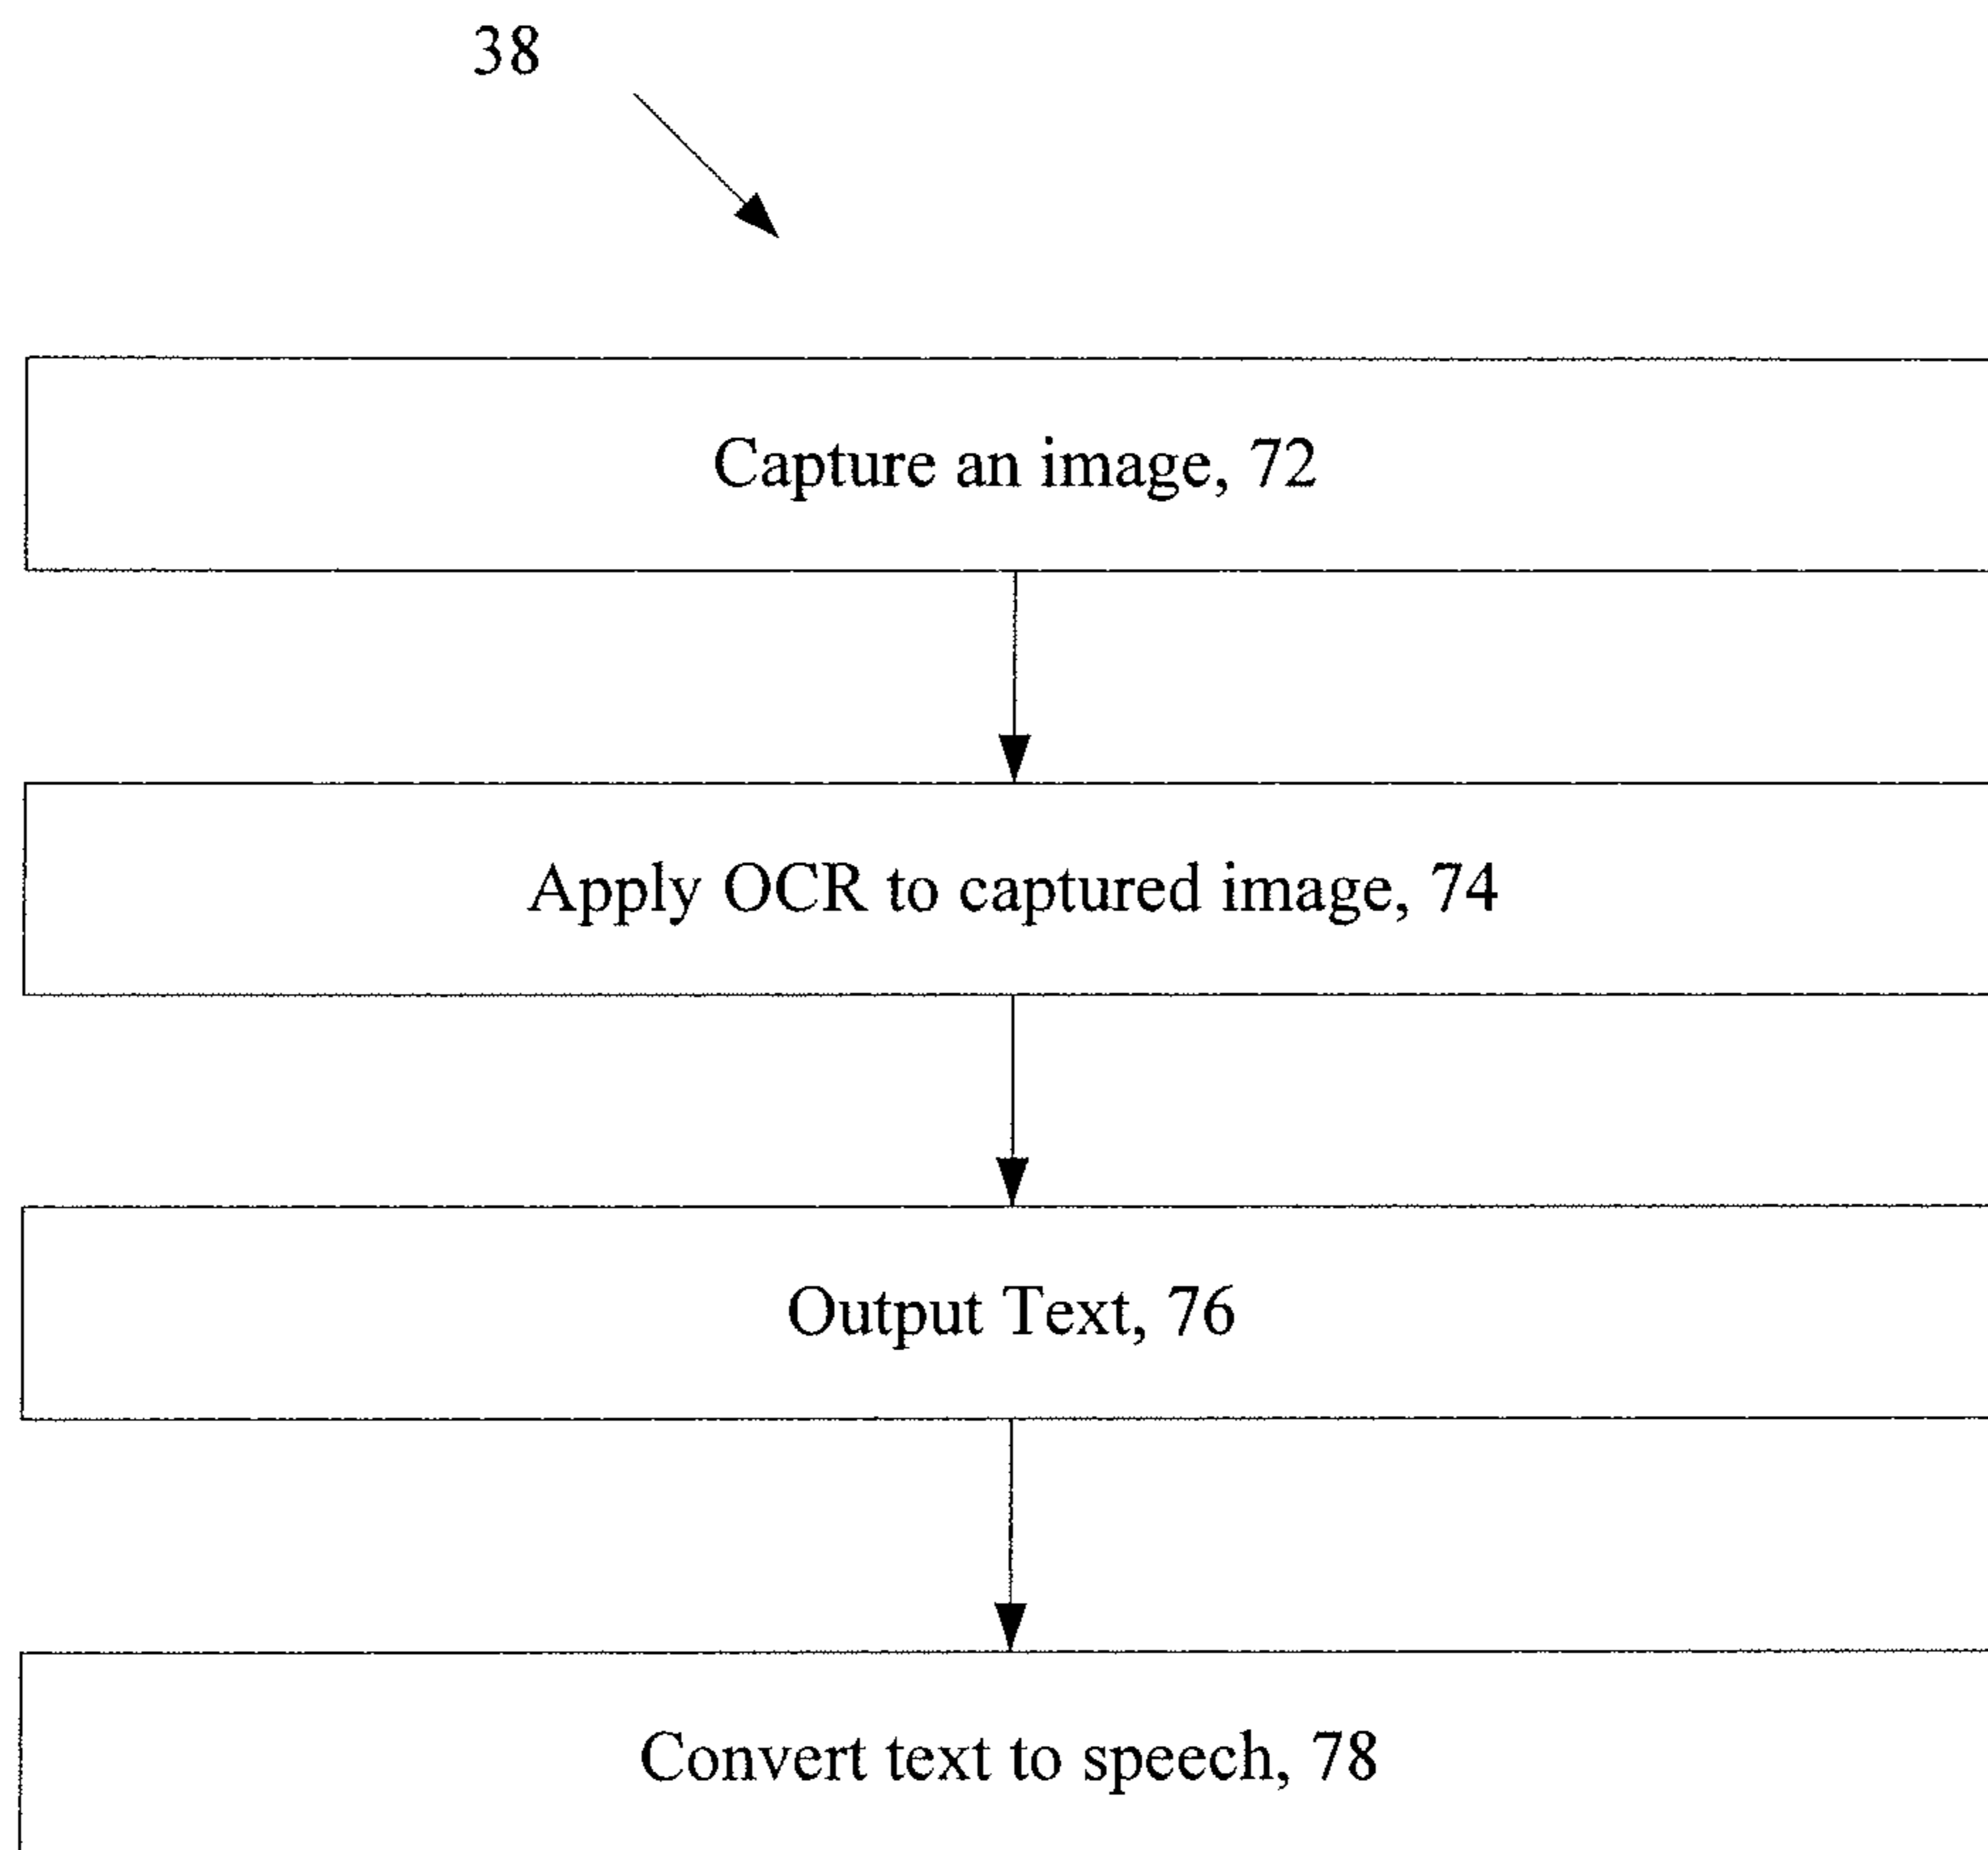 38
Capture an image, 72
Apply OCR to captured image, 74
Output Text, 76
Convert text to speech, 78